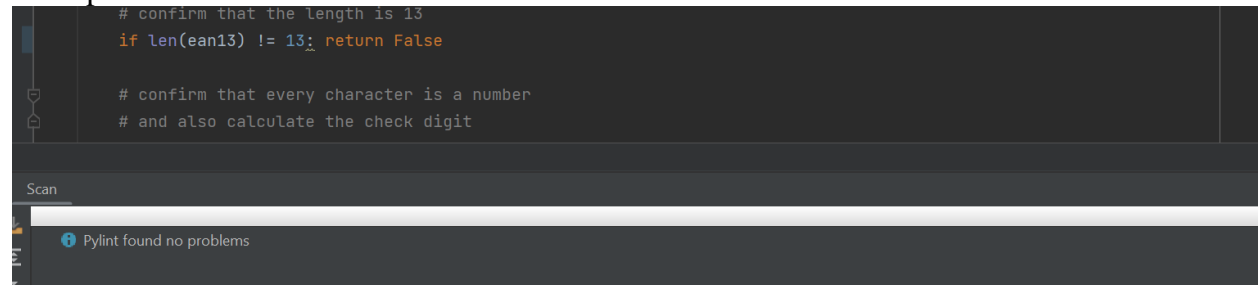 # confirm that the length is 13
if len(ean13) != 13: return False
# confirm that every character is a number
# and also calculate the check digit
Scan
Pylint found no problems